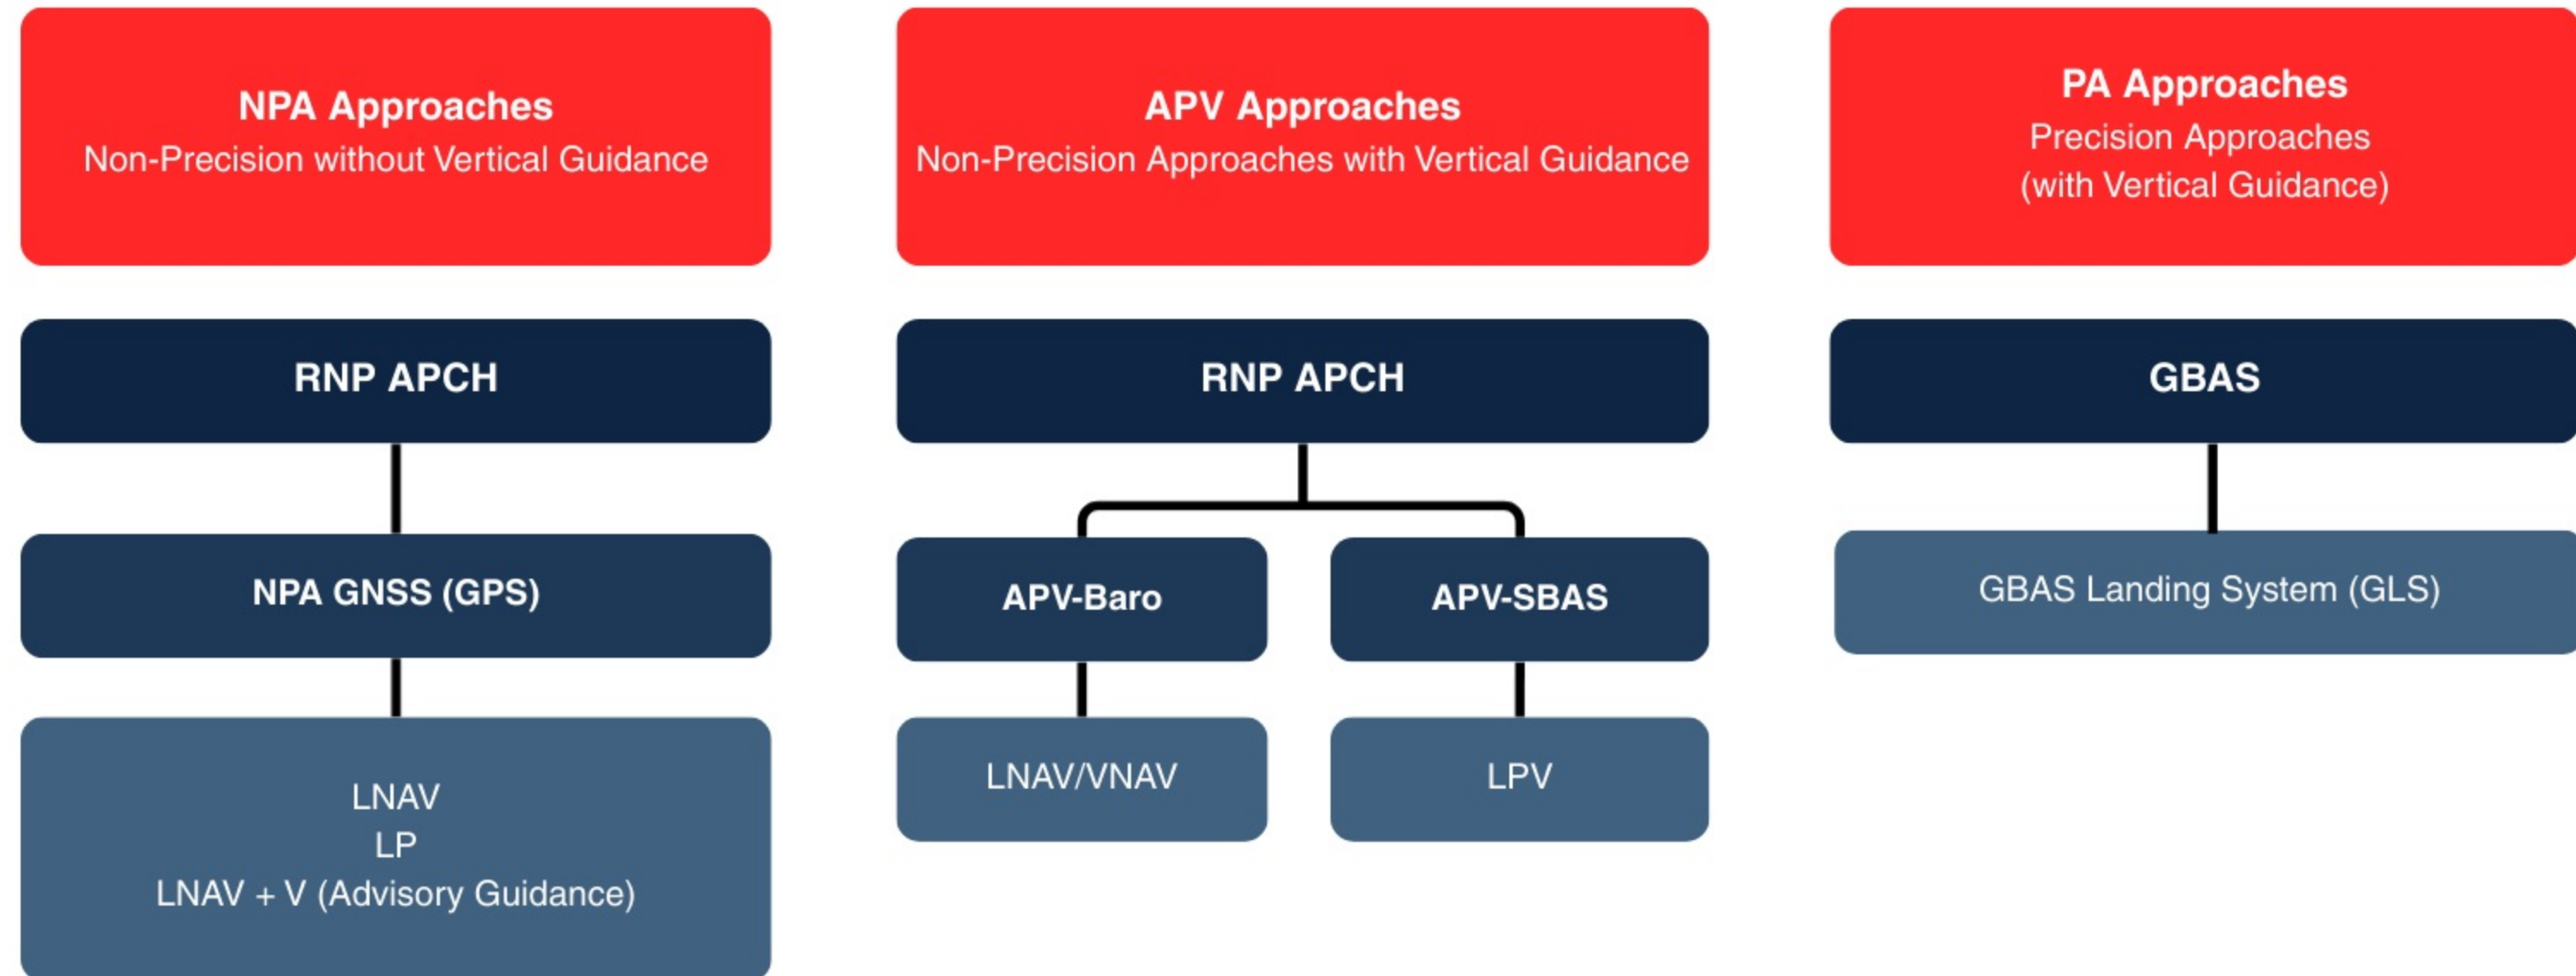 NPA Approaches
Non-Precision without Vertical Guidance
RNP APCH
NPA GNSS (GPS)
LNAV
LP
LNAV + V (Advisory Guidance)
APV Approaches
Non-Precision Approaches with Vertical Guidance
RNP APCH
APV-Baro
LNAV/VNAV
APV-SBAS
LPV
PA Approaches
Precision Approaches
(with Vertical Guidance)
GBAS
GBAS Landing System (GLS)